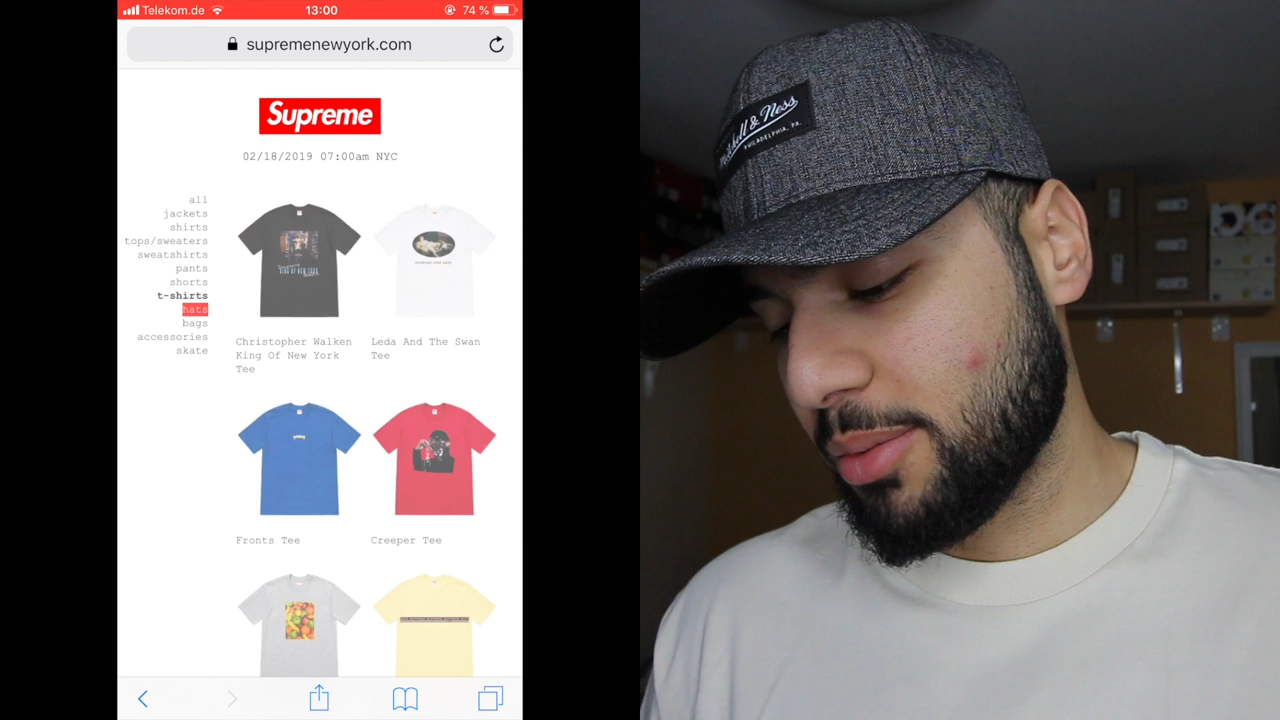 Telekom.de
13:00
74 %
supremenewyork.com
Supreme
02/18/2019 07:00am NYC
all
jackets
shirts
tops/sweaters
sweatshirts
pants
shorts
t-shirts
hats
bags
accessories
skate
Christopher Walken
King Of New York
Tee
Leda And The Swan
Tee
Fronts Tee
Creeper Tee
Mitchell & Ness
PHILADELPHIA, PA.